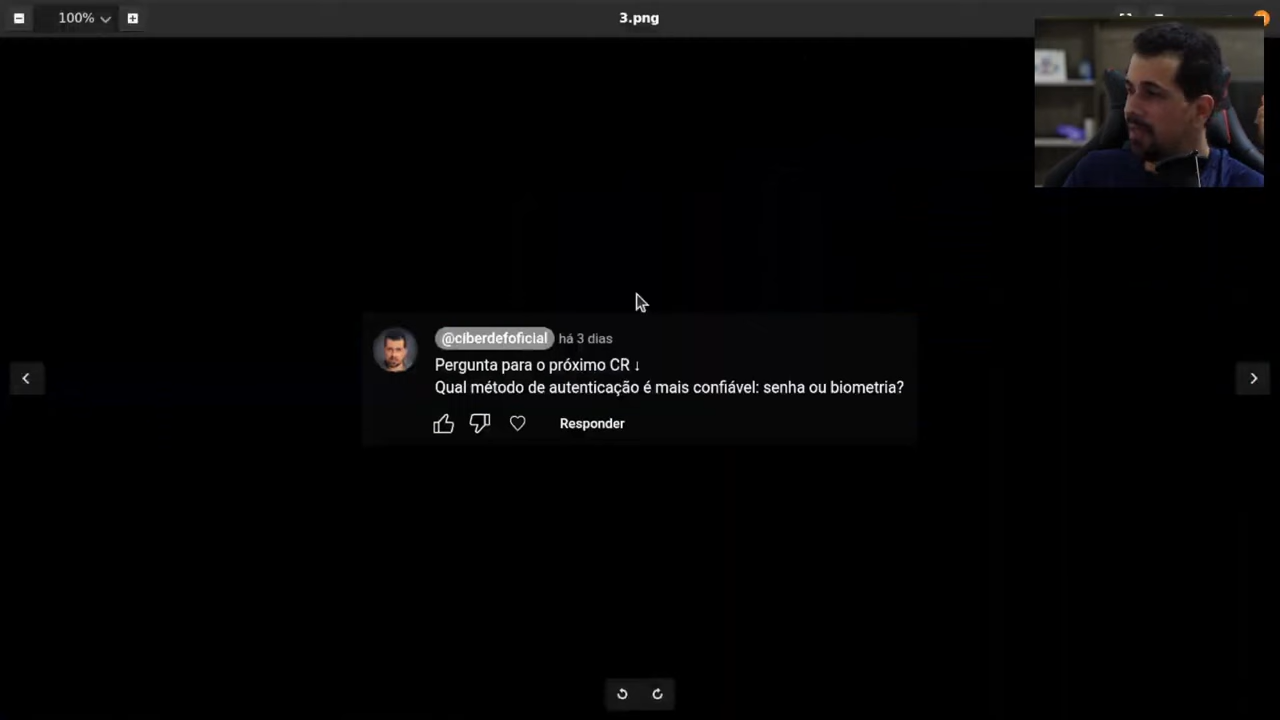 100%
3.png
@ciberdefoficial há 3 dias
Pergunta para o próximo CR ↓
Qual método de autenticação é mais confiável: senha ou biometria?
Responder